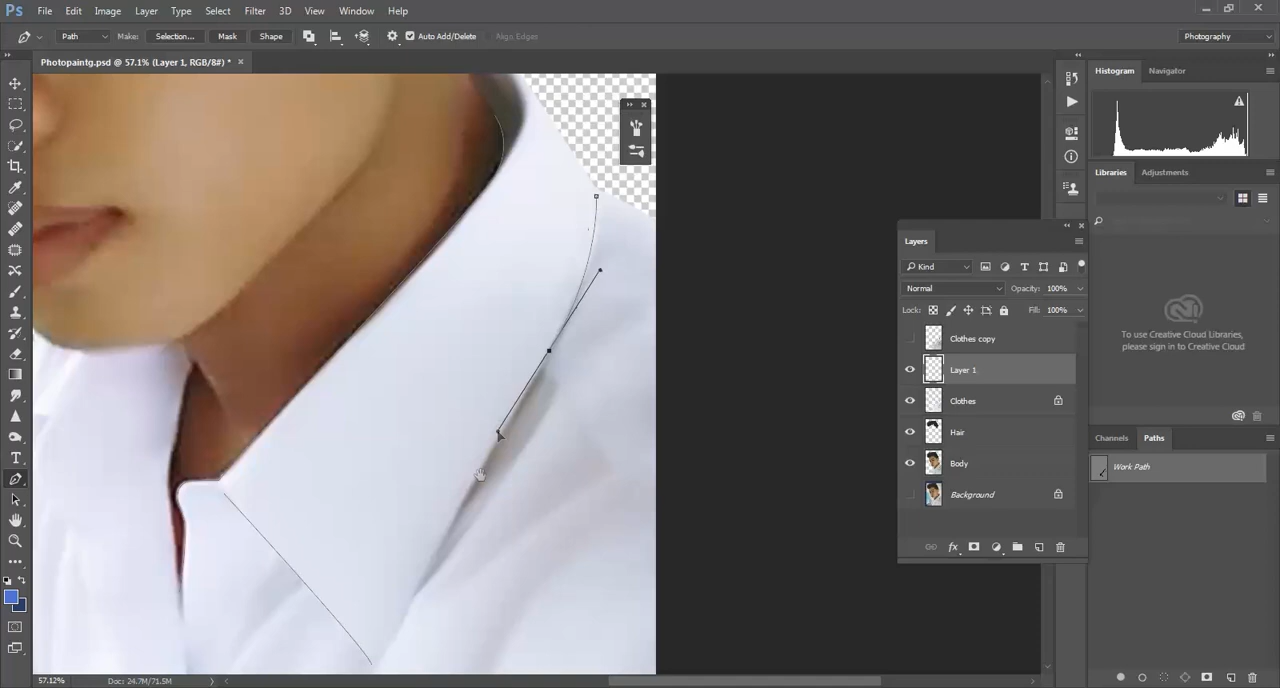 Ps File Edit Image Layer Type Select Filter 3D View Window Help
Path Make: Selection... Mask Shape Auto Add/Delete Align Edges Photography
Photopaintg.psd @ 57.1% (Layer 1, RGB/8#) *
Histogram Navigator
Libraries Adjustments
To use Creative Cloud Libraries,
please sign in to Creative Cloud
Channels Paths
Work Path
Layers
Kind
Normal Opacity: 100%
Lock: Fill: 100%
Clothes copy
Layer 1
Clothes
Hair
Body
Background
57.12% Doc: 24.7M/71.5M